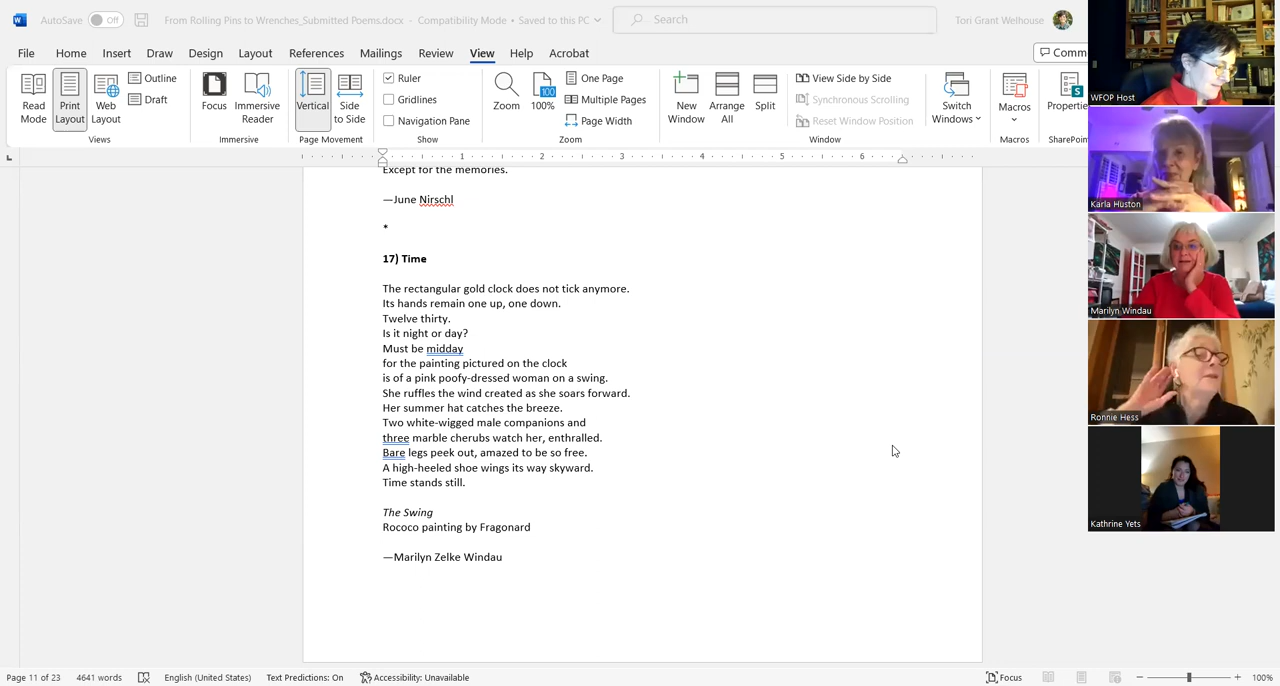 AutoSave Off From Rolling Pins to Wrenches_Submitted Poems.docx - Compatibility Mode • Saved to this PC Search Tori Grant Welhouse
File Home Insert Draw Design Layout References Mailings Review View Help Acrobat Comm
Read Mode
Print Layout
Web Layout
Outline
Draft
Views
Focus
Immersive Reader
Immersive
Vertical
Side to Side
Page Movement
Ruler
Gridlines
Navigation Pane
Show
Zoom
100
100%
One Page
Multiple Pages
Page Width
Zoom
New Window
Arrange All
Split
View Side by Side
Synchronous Scrolling
Reset Window Position
Window
Switch Windows
Macros
Macros
Properties
SharePoint
1 2 3 4 5 6
Except for the memories.
—June Nirschl
*
17) Time
The rectangular gold clock does not tick anymore.
Its hands remain one up, one down.
Twelve thirty.
Is it night or day?
Must be midday
for the painting pictured on the clock
is of a pink poofy-dressed woman on a swing.
She ruffles the wind created as she soars forward.
Her summer hat catches the breeze.
Two white-wigged male companions and
three marble cherubs watch her, enthralled.
Bare legs peek out, amazed to be so free.
A high-heeled shoe wings its way skyward.
Time stands still.
The Swing
Rococo painting by Fragonard
—Marilyn Zelke Windau
WFOP Host
Karla Huston
Marilyn Windau
Ronnie Hess
Kathrine Yets
Page 11 of 23 4641 words English (United States) Text Predictions: On Accessibility: Unavailable Focus 100%